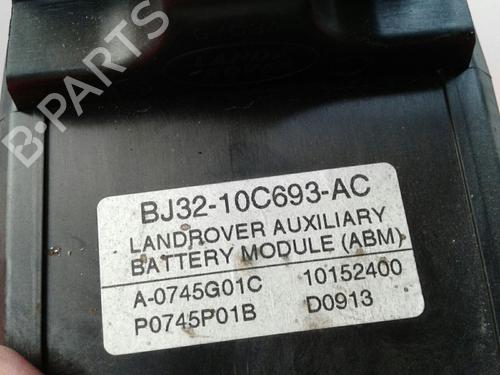 B-PARTS
BJ32-10C693-AC
LANDROVER AUXILIARY
BATTERY MODULE (ABM)
A-0745G01C 10152400
P0745P01B D0913